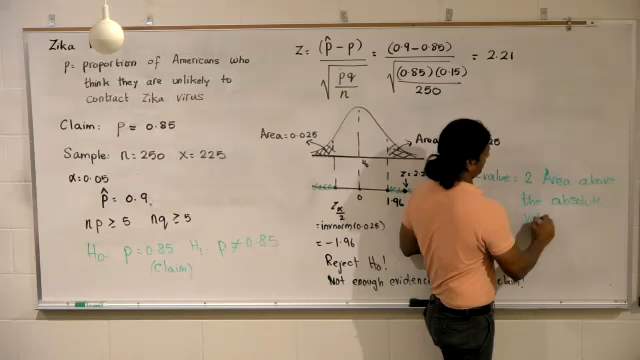 Zika
p = proportion of Americans who
think they are unlikely to
contract Zika virus
Claim: p = 0.85
Sample: n = 250 x = 225
α = 0.05
p̂ = 0.9
np ≥ 5 nq ≥ 5
H₀: p = 0.85 H₁: p ≠ 0.85
(Claim)
Z = (p̂ - p) / √(pq/n) = (0.9 - 0.85) / √((0.85)(0.15)/250) = 2.21
Area = 0.025
Area
0
0
1.96
Z α/2
= invnorm(0.025)
= -1.96
Reject H₀!
Not enough evidence claim!
value = 2 Area above
the absolute